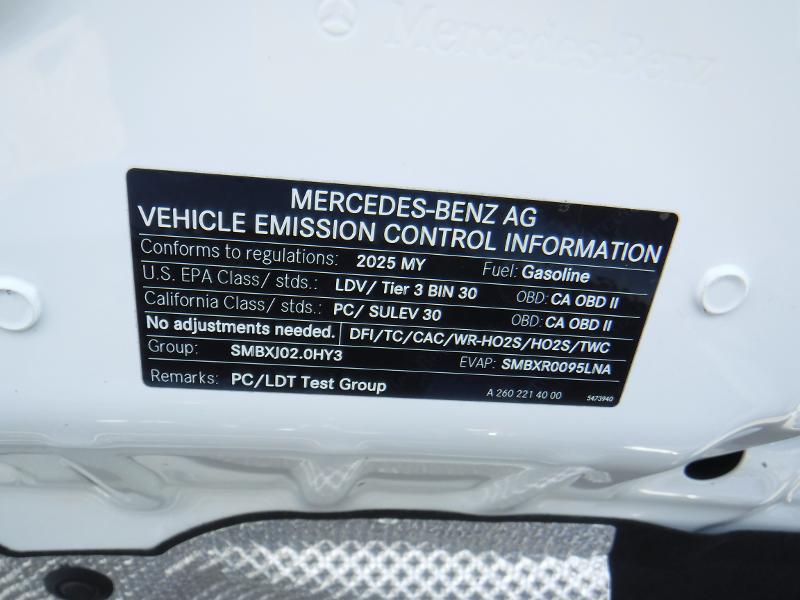 Mercedes-Benz
MERCEDES-BENZ AG
VEHICLE EMISSION CONTROL INFORMATION
Conforms to regulations: 2025 MY Fuel: Gasoline
U.S. EPA Class/ stds.: LDV/ Tier 3 BIN 30 OBD: CA OBD II
California Class/ stds.: PC/ SULEV 30 OBD: CA OBD II
No adjustments needed. DFI/TC/CAC/WR-HO2S/HO2S/TWC
Group: SMBXJ02.0HY3 EVAP: SMBXR0095LNA
Remarks: PC/LDT Test Group A 260 221 40 00 5473940